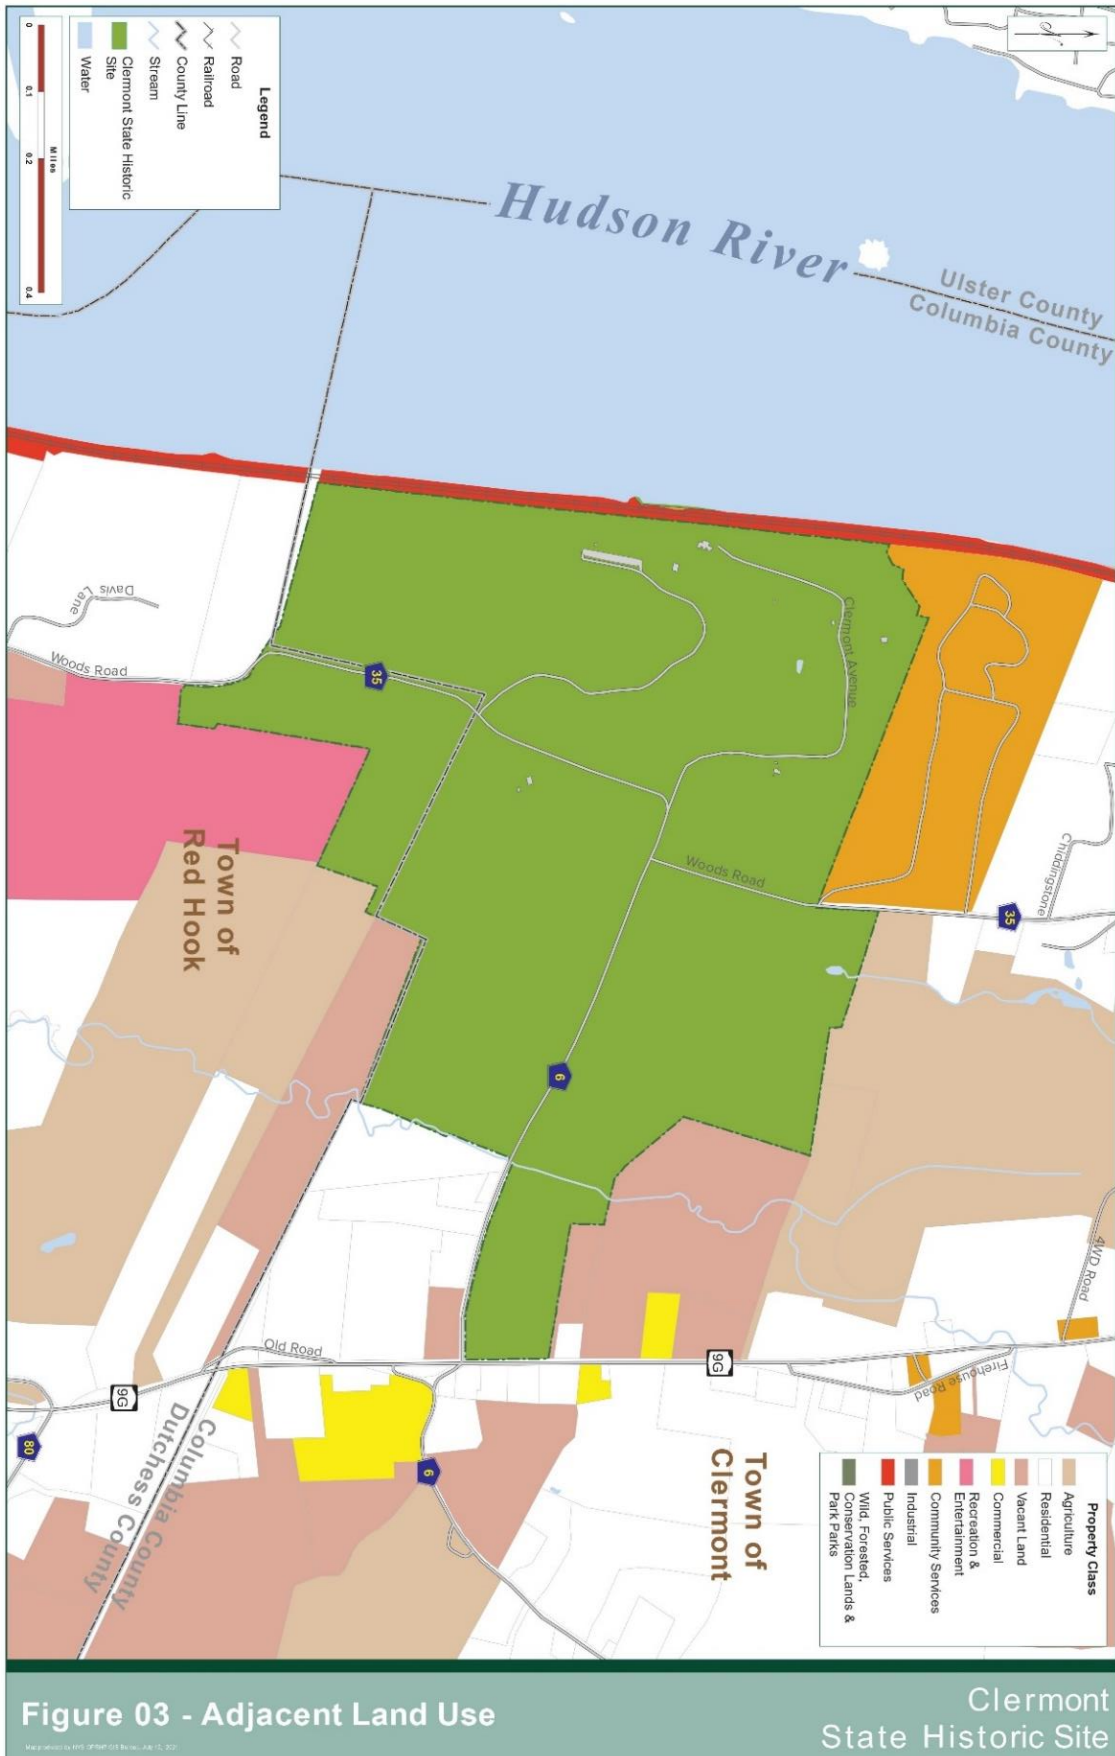 Legend
Road
Railroad
County Line
Stream
Clermont State Historic
Site
Water
0
0.1
0.2
0.4
Miles
Hudson River
Ulster County
Columbia County
Clermont Avenue
Davis
Lane
Woods Road
35
Woods Road
35
Chiddingstone
Town of
Red Hook
6
4WD Road
Old Road
9G
Firehouse Road
9G
80
6
Columbia County
Dutchess County
Town of
Clermont
Property Class
Agriculture
Residential
Vacant Land
Commercial
Recreation &
Entertainment
Community Services
Industrial
Public Services
Wild, Forested,
Conservation Lands &
Park Parks
Figure 03 - Adjacent Land Use
Clermont
State Historic Site